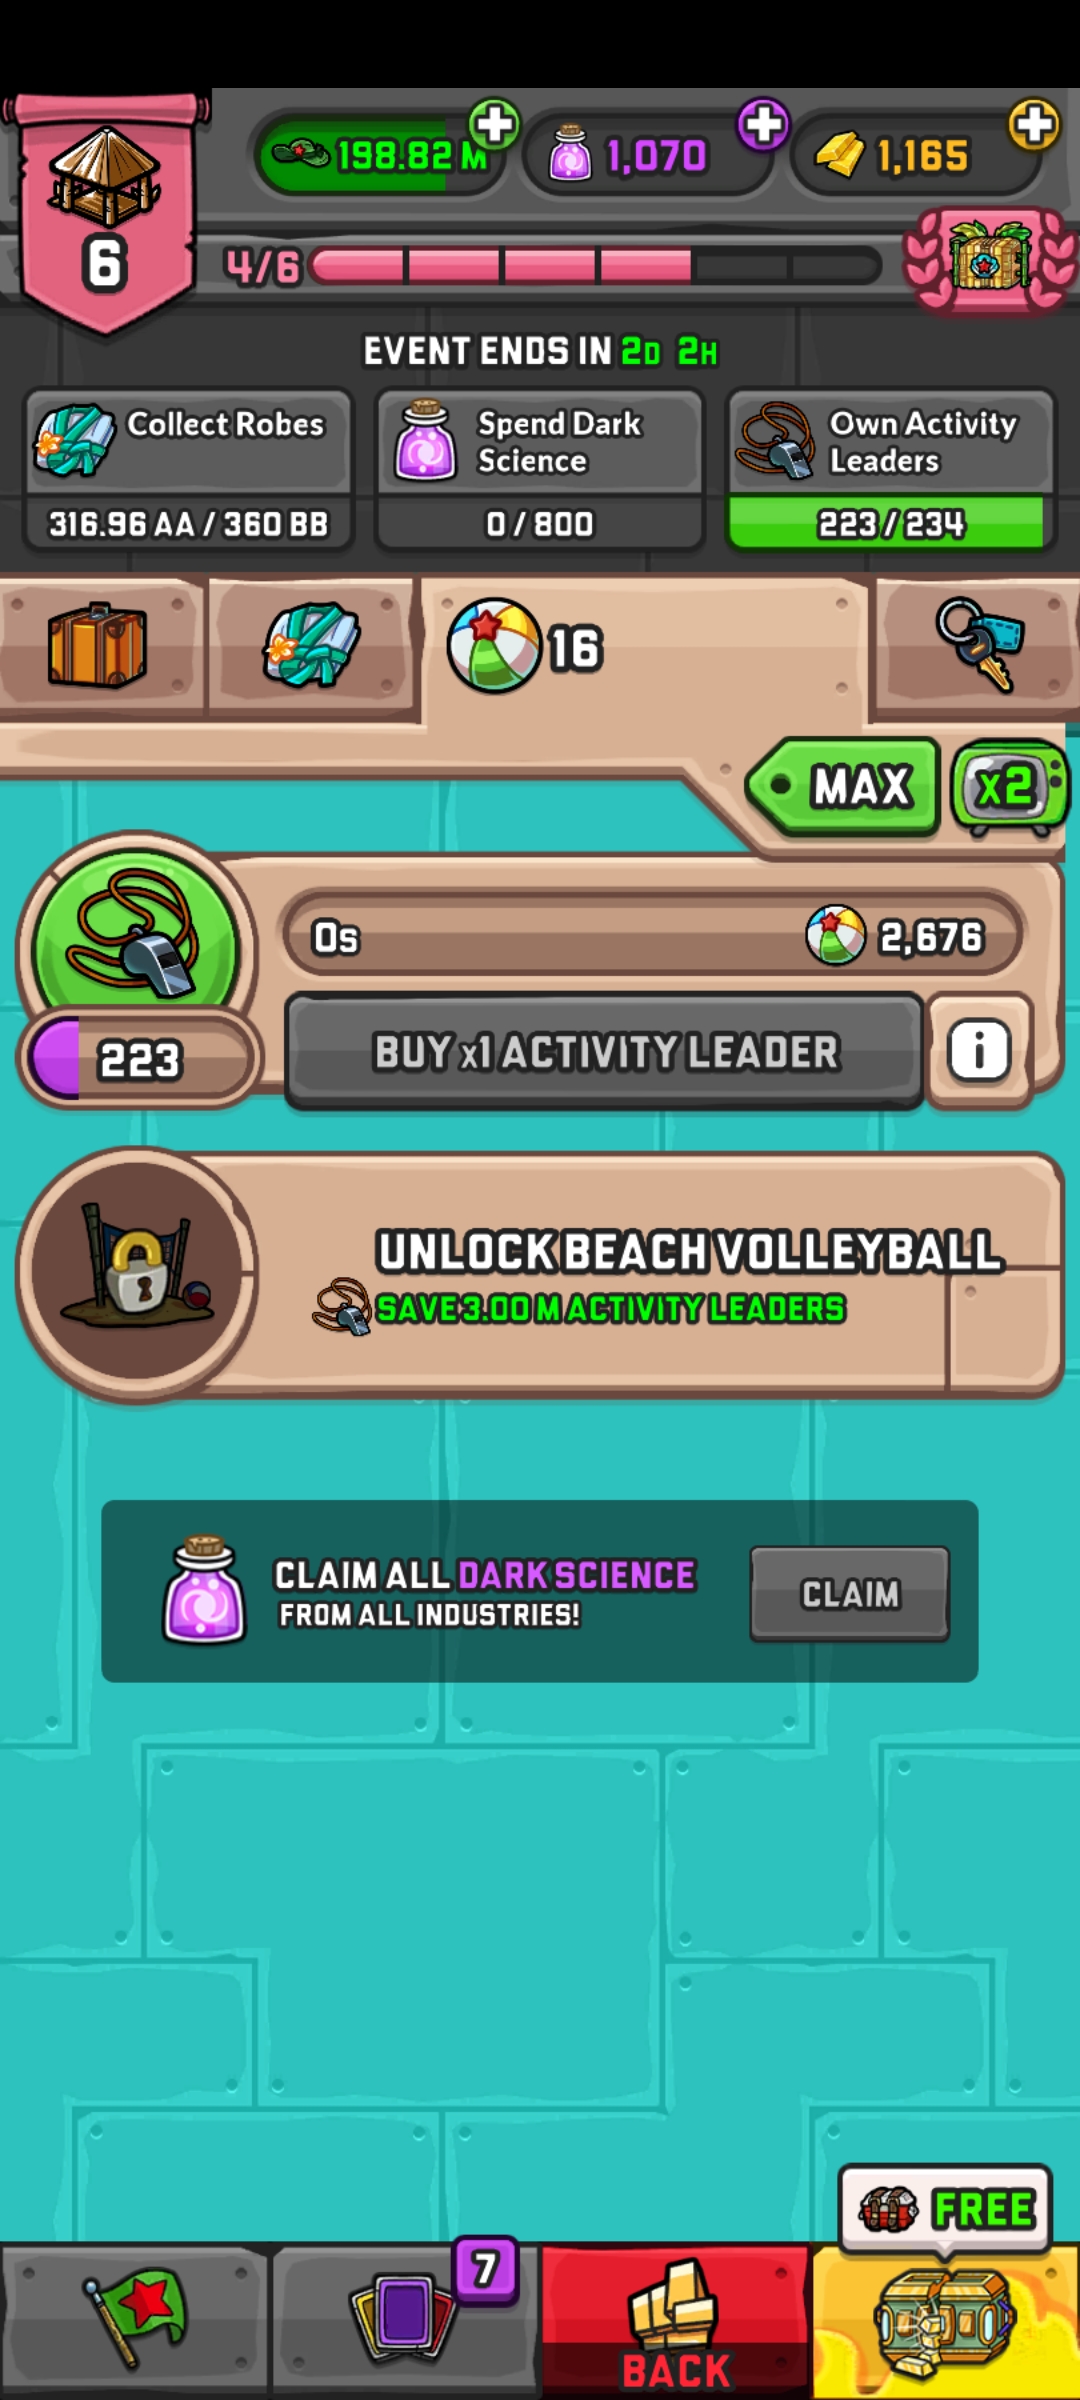 198.82 M
1,070
1,165
6
4/6
EVENT ENDS IN 2D 2H
Collect Robes
316.96 AA / 360 BB
Spend Dark
Science
0 / 800
Own Activity
Leaders
223 / 234
16
MAX
x2
0s
2,676
223
BUY x1 ACTIVITY LEADER
i
UNLOCK BEACH VOLLEYBALL
SAVE 3.00 M ACTIVITY LEADERS
CLAIM ALL DARK SCIENCE
FROM ALL INDUSTRIES!
CLAIM
FREE
7
BACK